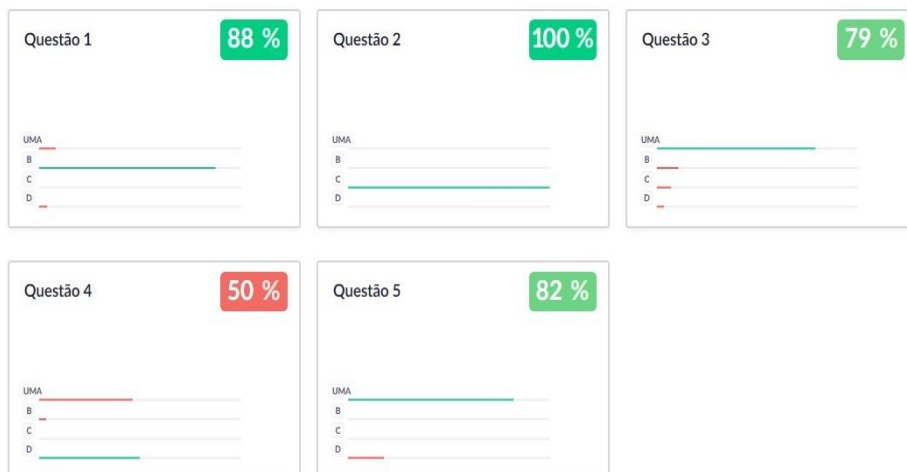 Questão 1
88 %
UMA
B
C
D
Questão 2
100 %
UMA
B
C
D
Questão 3
79 %
UMA
B
C
D
Questão 4
50 %
UMA
B
C
D
Questão 5
82 %
UMA
B
C
D